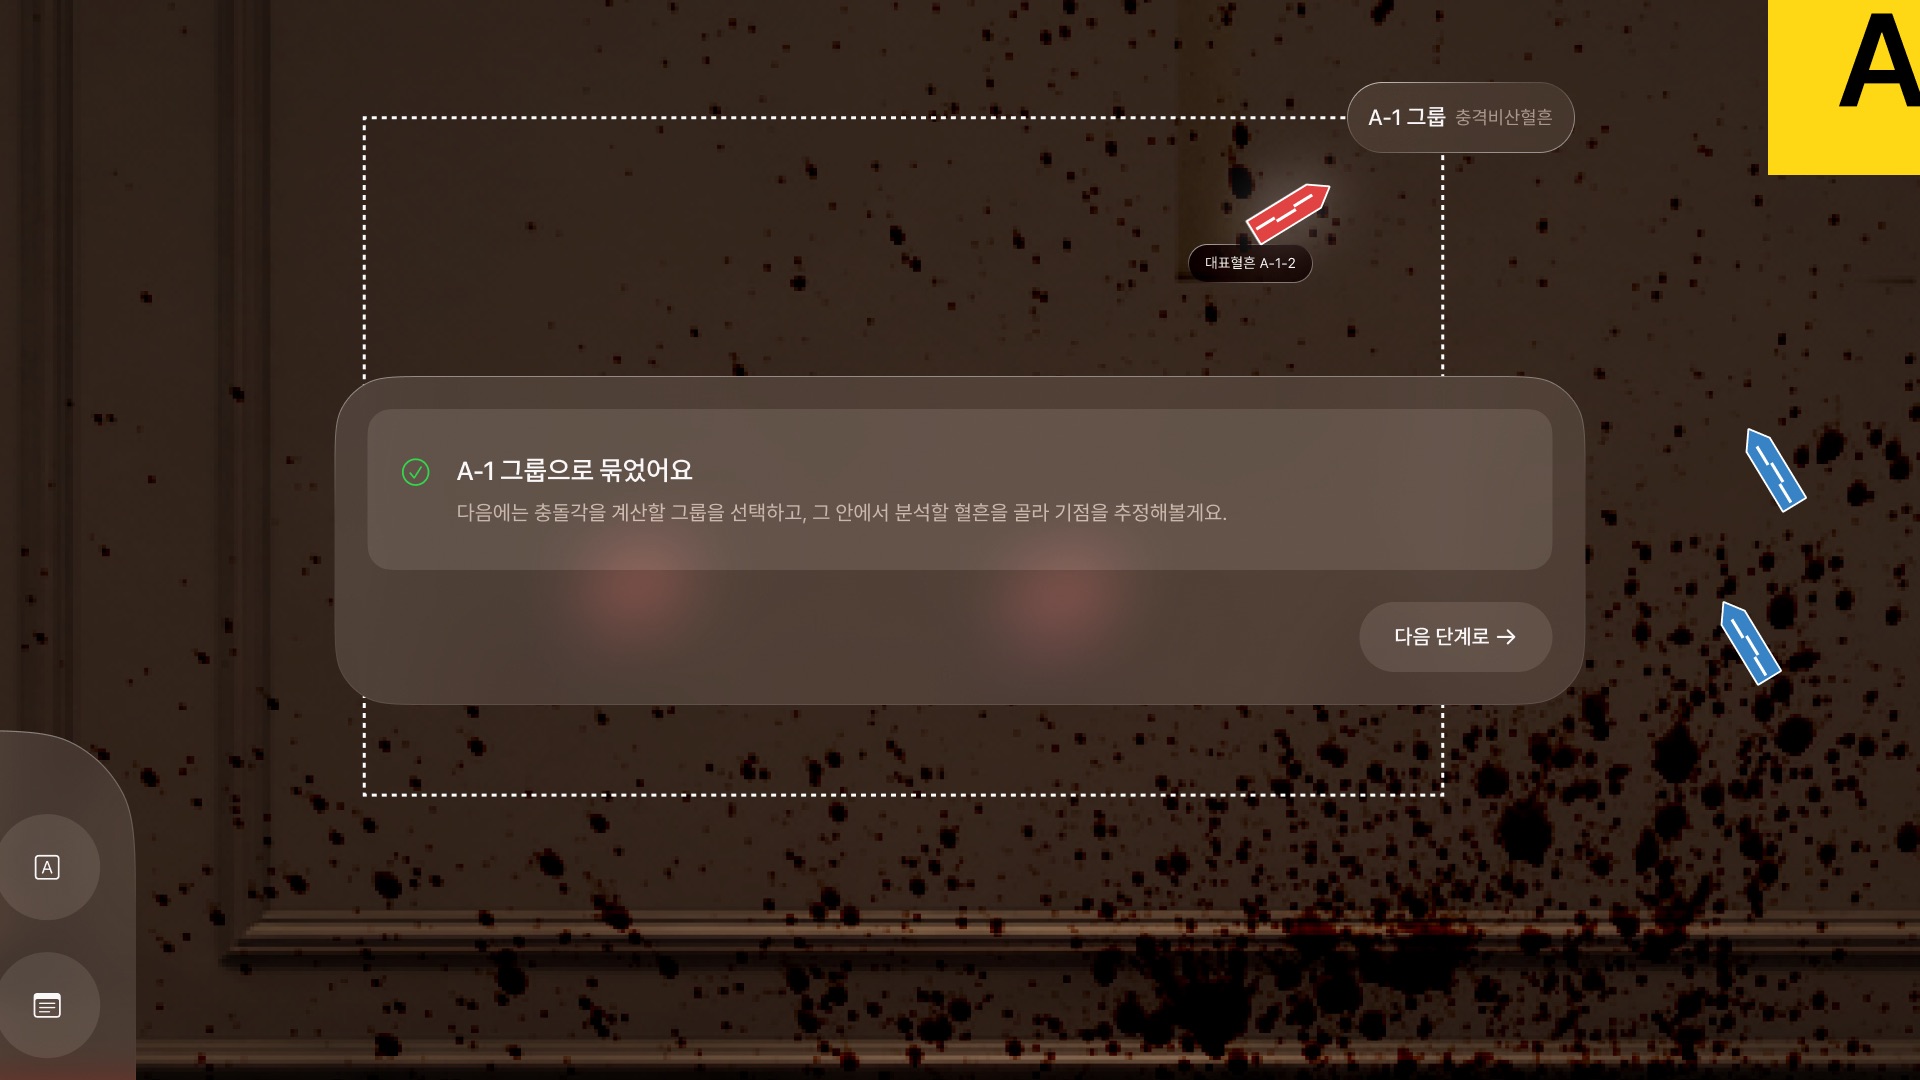 A
A-1 그룹 충격비산혈흔
대표혈흔 A-1-2
A-1 그룹으로 묶었어요
다음에는 충돌각을 계산할 그룹을 선택하고, 그 안에서 분석할 혈흔을 골라 기점을 추정해볼게요.
다음 단계로 →
A